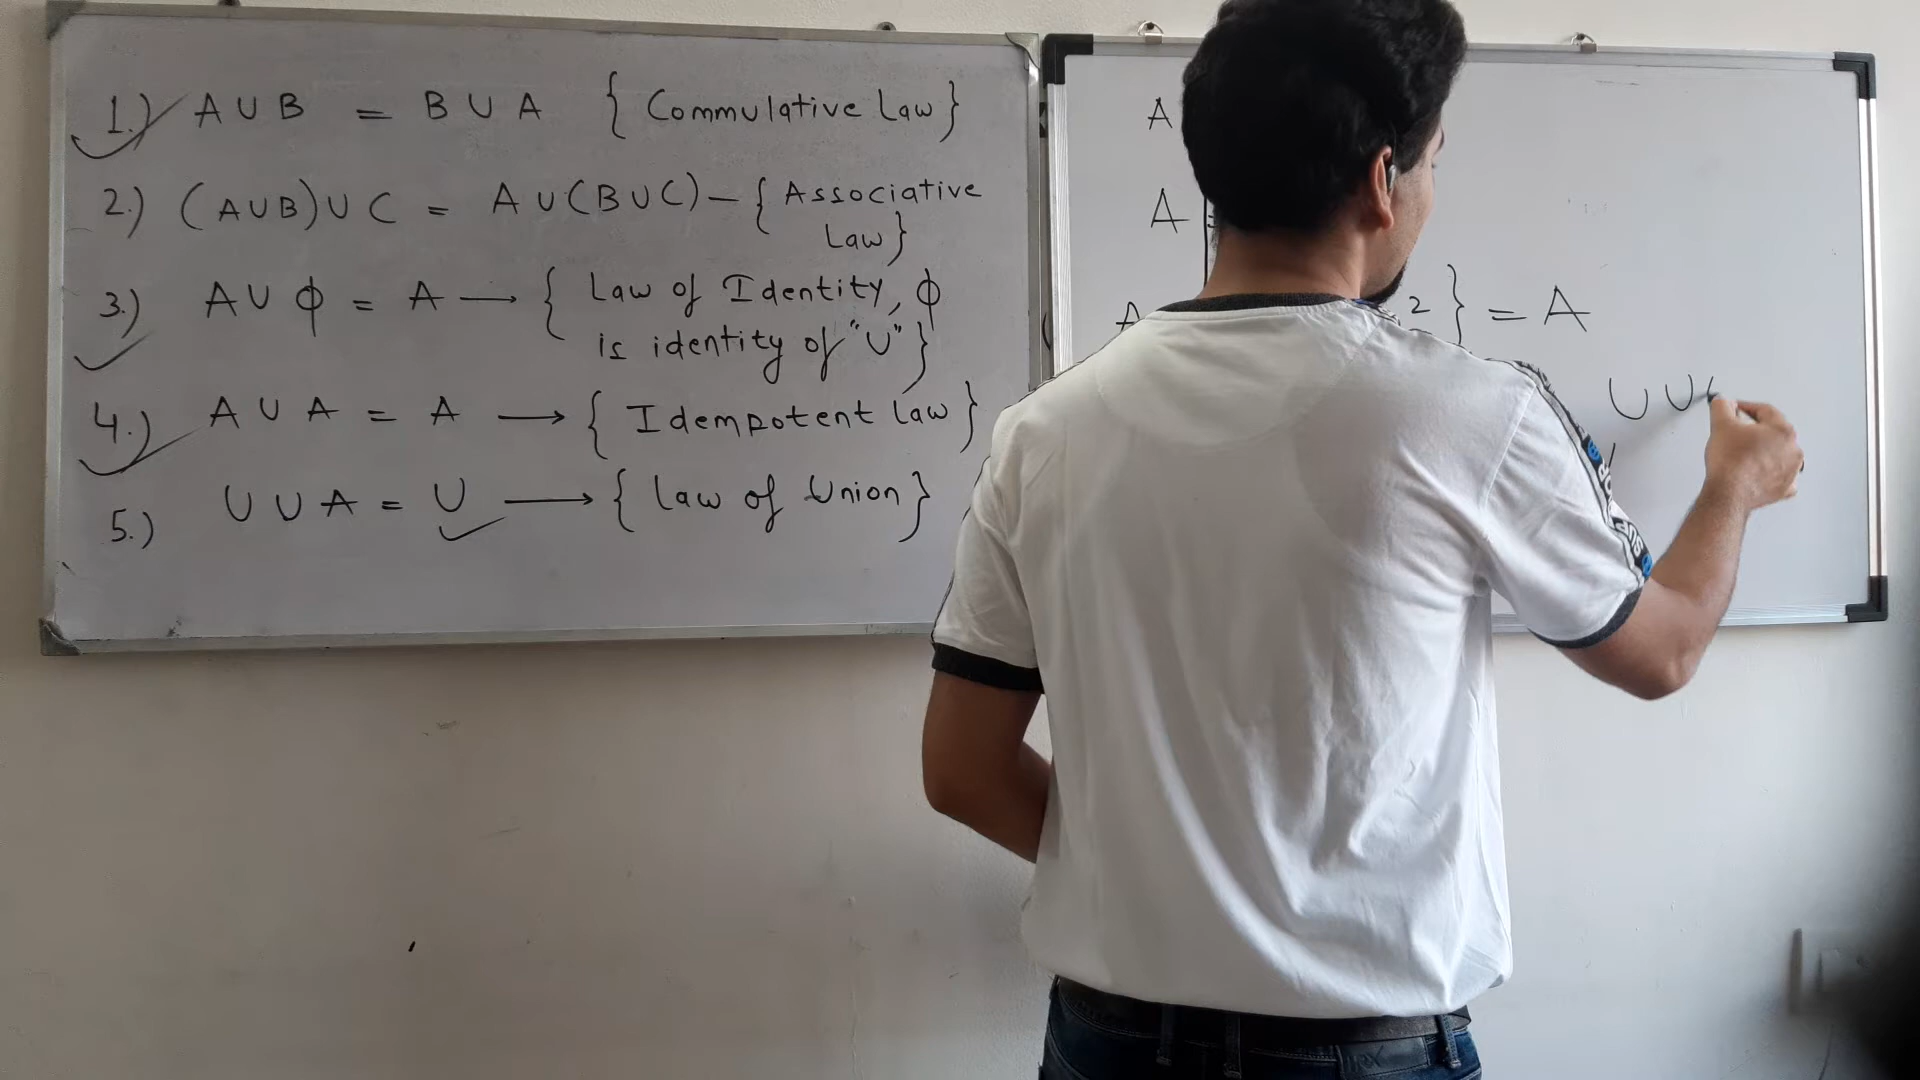 1.) A ∪ B = B ∪ A { Commulative Law }
2.) (A∪B)∪ C = A ∪(B∪C) – { Associative
Law }
3.) A ∪ ϕ = A → { Law of Identity, ϕ
is identity of "∪" }
4.) A ∪ A = A → { Idempotent Law }
5.) U ∪ A = U → { Law of Union }
A
A =
A 2 } = A
U ∪